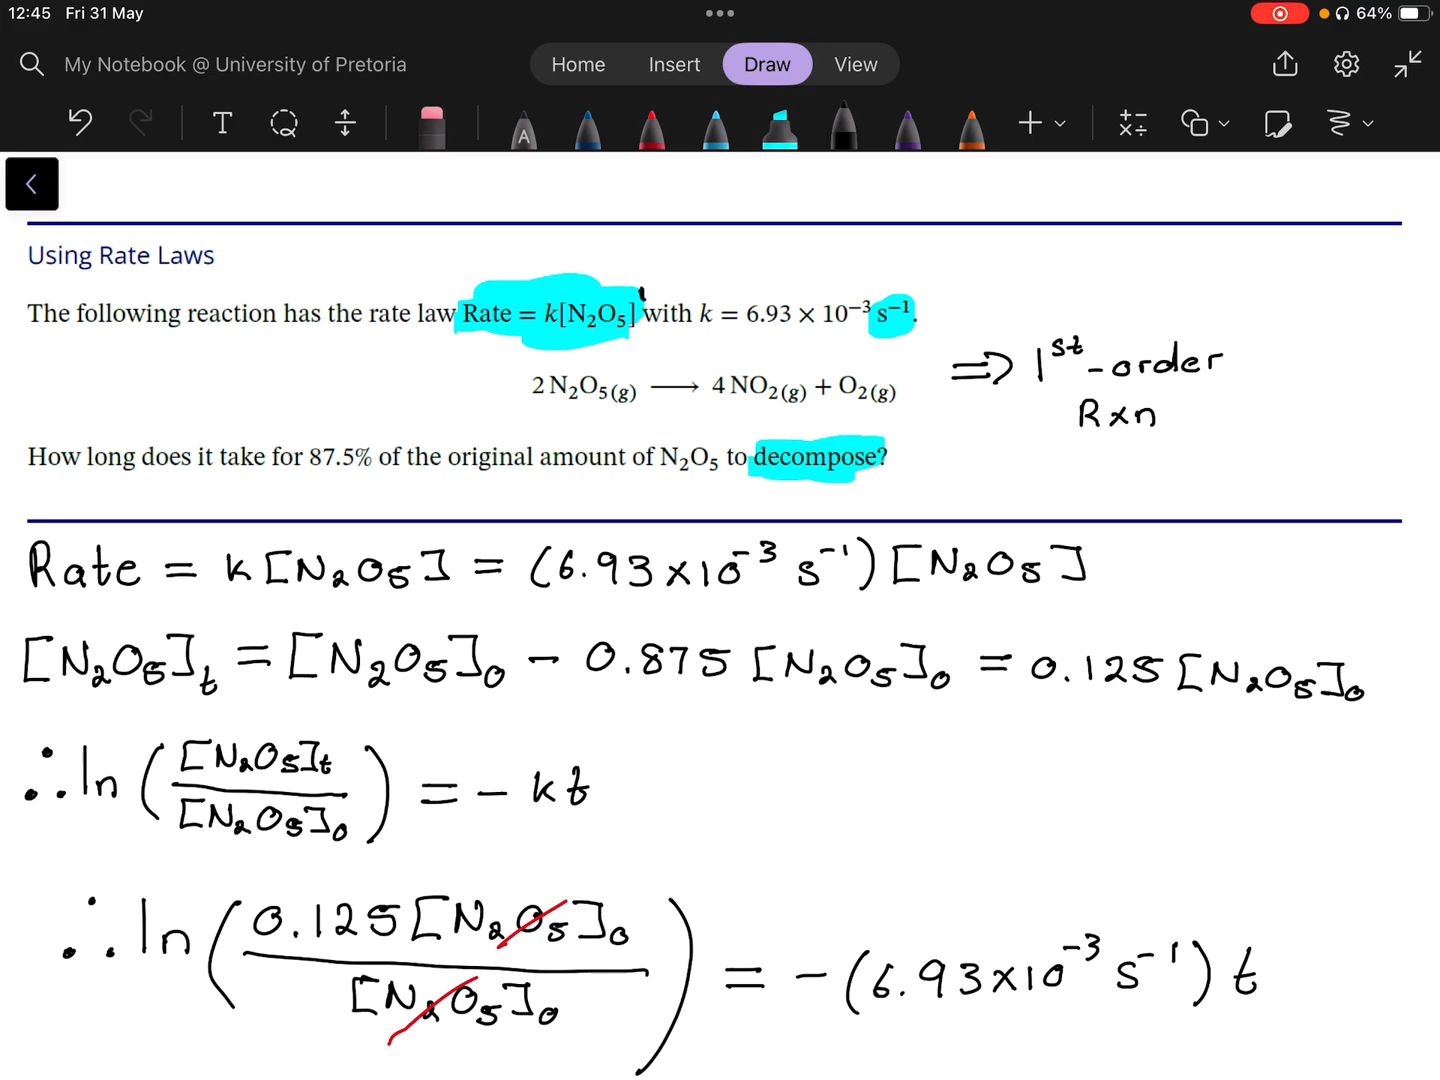 12:45 Fri 31 May 64%
My Notebook @ University of Pretoria Home Insert Draw View
T A
Using Rate Laws
The following reaction has the rate law Rate = k[N₂O₅]¹ with k = 6.93 × 10⁻³ s⁻¹.
2 N₂O₅(g) ⟶ 4 NO₂(g) + O₂(g)
⇒ 1ˢᵗ-order
Rxn
How long does it take for 87.5% of the original amount of N₂O₅ to decompose?
Rate = k[N₂O₅] = (6.93×10⁻³ s⁻¹)[N₂O₅]
[N₂O₅]ₜ = [N₂O₅]₀ − 0.875 [N₂O₅]₀ = 0.125 [N₂O₅]₀
∴ ln ([N₂O₅]ₜ / [N₂O₅]₀) = − kt
∴ ln (0.125 [N₂O₅]₀ / [N₂O₅]₀) = −(6.93×10⁻³ s⁻¹) t